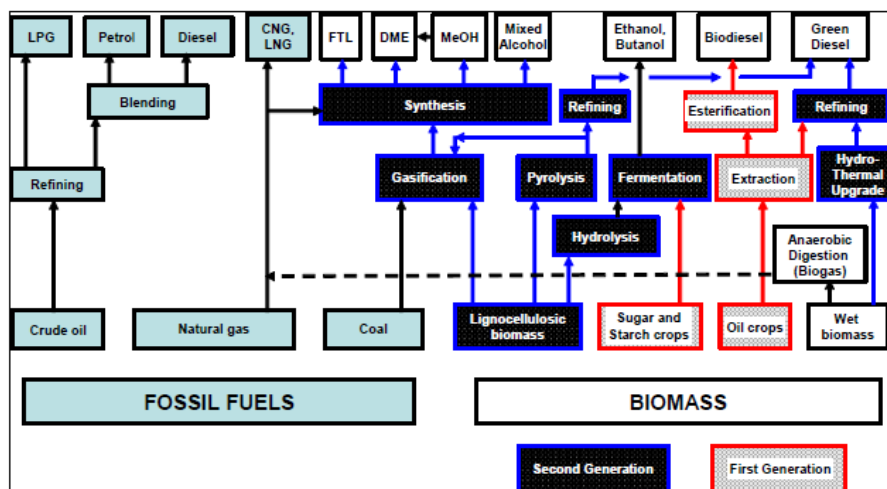 LPG
Petrol
Diesel
CNG,
LNG
FTL
DME
MeOH
Mixed
Alcohol
Ethanol,
Butanol
Biodiesel
Green
Diesel
Blending
Synthesis
Refining
Esterification
Refining
Refining
Gasification
Pyrolysis
Fermentation
Extraction
Hydro-
Thermal
Upgrade
Hydrolysis
Anaerobic
Digestion
(Biogas)
Crude oil
Natural gas
Coal
Lignocellulosic
biomass
Sugar and
Starch crops
Oil crops
Wet
biomass
FOSSIL FUELS
BIOMASS
Second Generation
First Generation